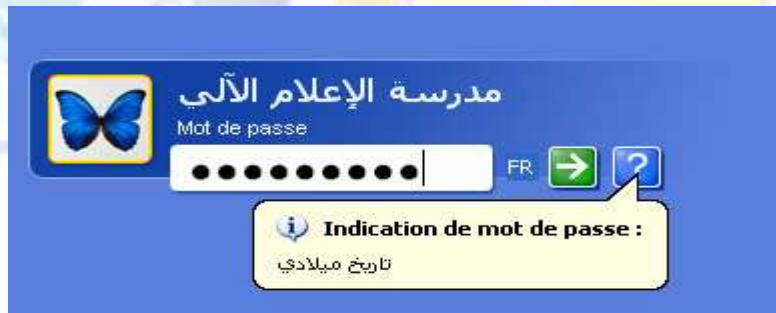 مدرسة الإعلام الآلي
Mot de passe
●●●●●●●●●
FR
?
Indication de mot de passe :
تاريخ ميلادي